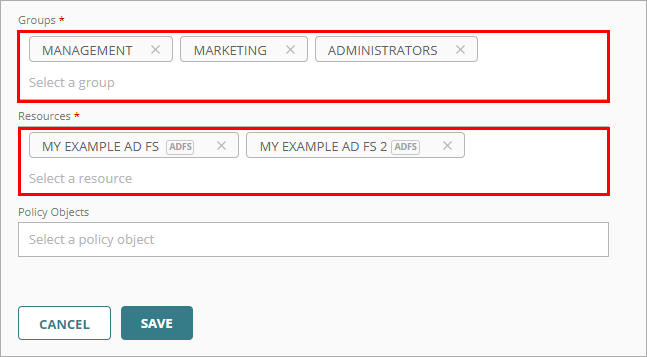 Groups *
MANAGEMENT × MARKETING × ADMINISTRATORS ×
Select a group
Resources *
MY EXAMPLE AD FS ADFS × MY EXAMPLE AD FS 2 ADFS ×
Select a resource
Policy Objects
Select a policy object
CANCEL SAVE